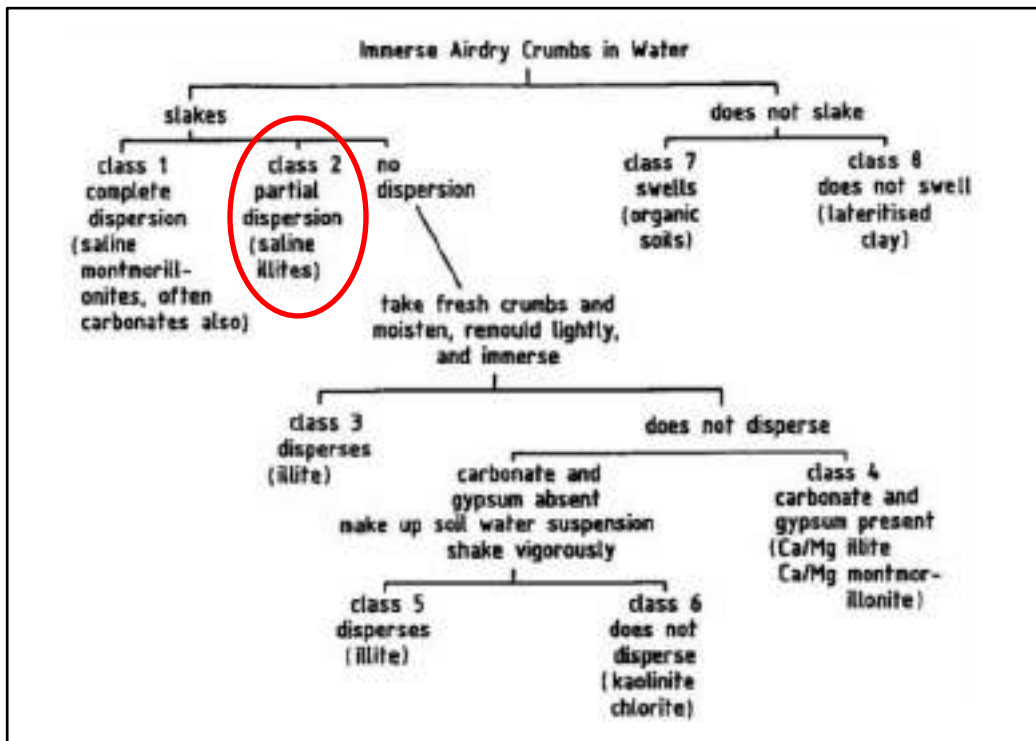 Immerse Airdry Crumbs in Water
slakes
does not slake
class 1
complete
dispersion
(saline
montmorill-
onites, often
carbonates also)
class 2
partial
dispersion
(saline
illites)
no
dispersion
class 7
swells
(organic
soils)
class 8
does not swell
(lateritised
clay)
take fresh crumbs and
moisten, remould lightly,
and immerse
class 3
disperses
(illite)
does not disperse
carbonate and
gypsum absent
make up soil water suspension
shake vigorously
class 4
carbonate and
gypsum present
(Ca/Mg illite
Ca/Mg montmor-
illonite)
class 5
disperses
(illite)
class 6
does not
disperse
(kaolinite
chlorite)